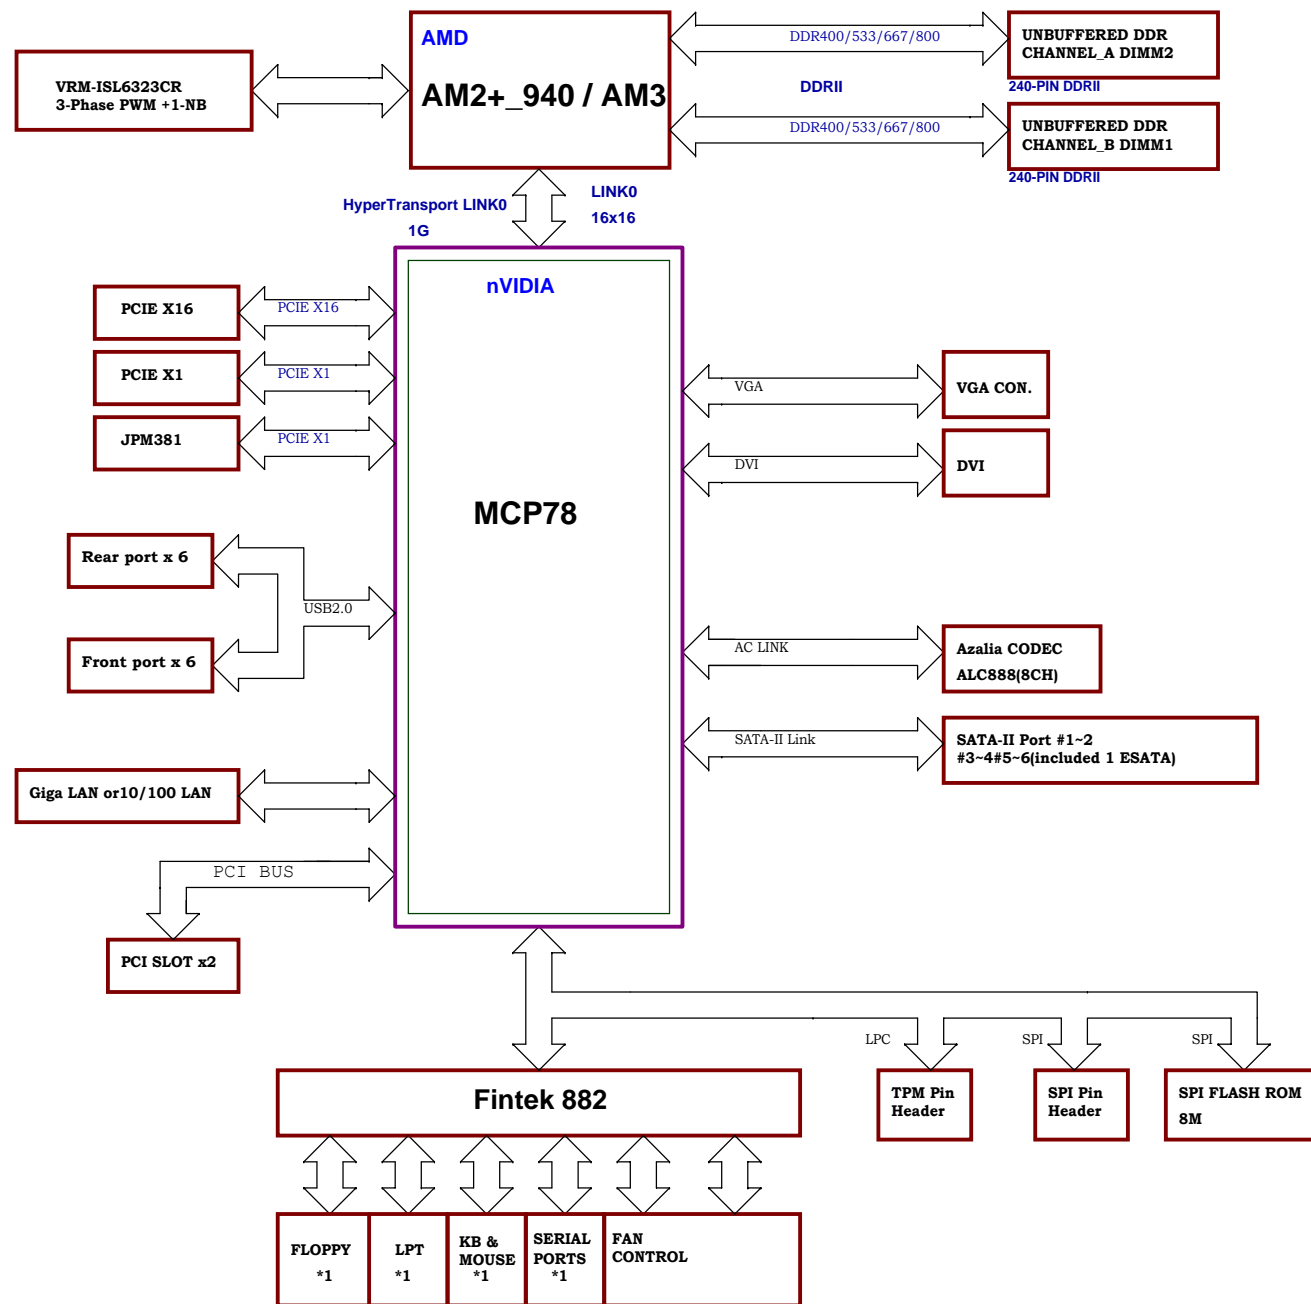 AMD
AM2+_940 / AM3
VRM-ISL6323CR
3-Phase PWM +1-NB
DDR400/533/667/800
DDRII
DDR400/533/667/800
UNBUFFERED DDR
CHANNEL_A DIMM2
240-PIN DDRII
UNBUFFERED DDR
CHANNEL_B DIMM1
240-PIN DDRII
HyperTransport LINK0
1G
LINK0
16x16
nVIDIA
MCP78
PCIE X16
PCIE X16
PCIE X1
PCIE X1
JPM381
PCIE X1
Rear port x 6
USB2.0
Front port x 6
Giga LAN or10/100 LAN
PCI BUS
PCI SLOT x2
VGA
VGA CON.
DVI
DVI
AC LINK
Azalia CODEC
ALC888(8CH)
SATA-II Link
SATA-II Port #1~2
#3~4#5~6(included 1 ESATA)
LPC
SPI
SPI
TPM Pin
Header
SPI Pin
Header
SPI FLASH ROM
8M
Fintek 882
FLOPPY
*1
LPT
*1
KB &
MOUSE
*1
SERIAL
PORTS
*1
FAN
CONTROL